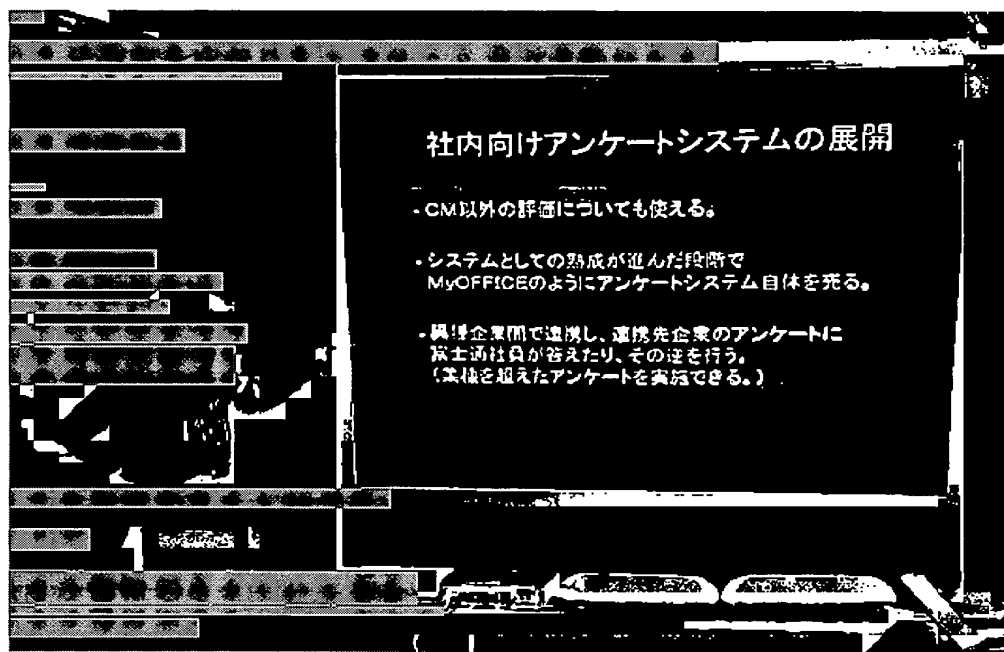 社内向けアンケートシステムの展開
・CM以外の評価についても使える。
・システムとしての熟成が進んだ段階で
MyOFFICEのようにアンケートシステム自体を売る。
・異種企業間で連携し、連携先企業のアンケートに
富士通社員が答えたり、その逆を行う。
(業種を超えたアンケートを実施できる。)